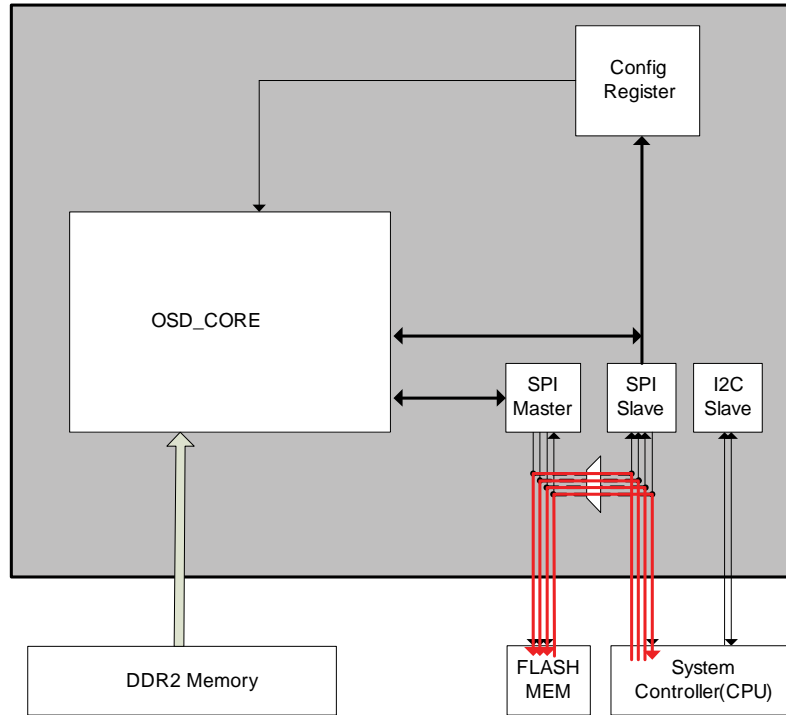 Config
Register
OSD_CORE
SPI
Master
SPI
Slave
I2C
Slave
DDR2 Memory
FLASH
MEM
System
Controller(CPU)